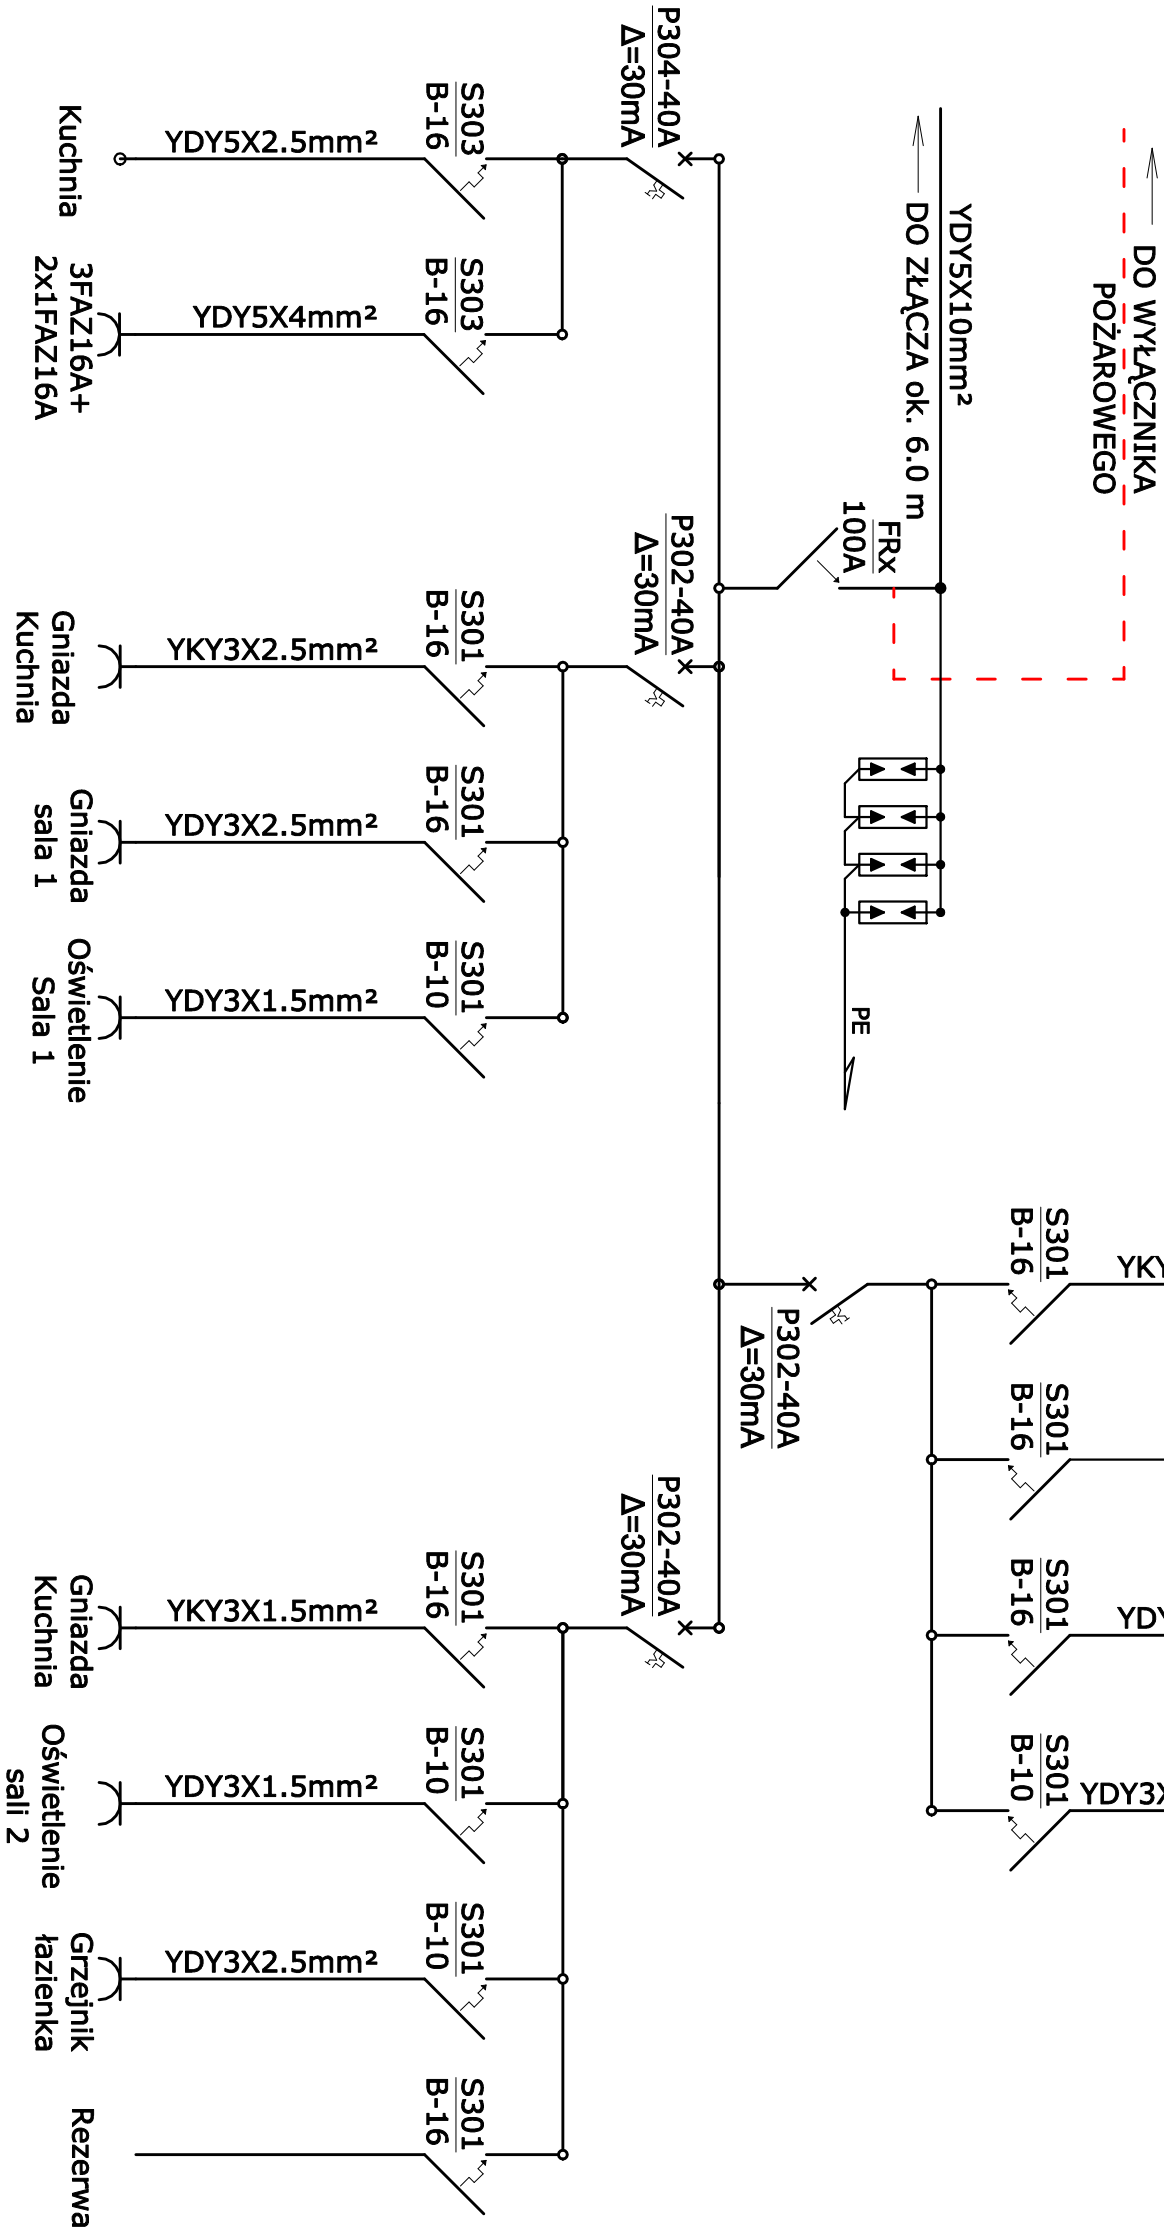 DO WYŁĄCZNIKA
POŻAROWEGO
YDY5X10mm²
DO ZŁĄCZA ok. 6.0 m
FRx
100A
PE
P304-40A
Δ=30mA
S303
B-16
YDY5X2.5mm²
Kuchnia
S303
B-16
YDY5X4mm²
3FAZ16A+
2x1FAZ16A
P302-40A
Δ=30mA
S301
B-16
YKY3X2.5mm²
Gniazda
Kuchnia
S301
B-16
YDY3X2.5mm²
Gniazda
sala 1
S301
B-10
YDY3X1.5mm²
Oświetlenie
Sala 1
P302-40A
Δ=30mA
S301
B-16
YKY
S301
B-16
S301
B-16
YDY
S301
B-10
YDY3X
P302-40A
Δ=30mA
S301
B-16
YKY3X1.5mm²
Gniazda
Kuchnia
S301
B-10
YDY3X1.5mm²
Oświetlenie
sali 2
S301
B-10
YDY3X2.5mm²
Grzejnik
łazienka
S301
B-16
Rezerwa